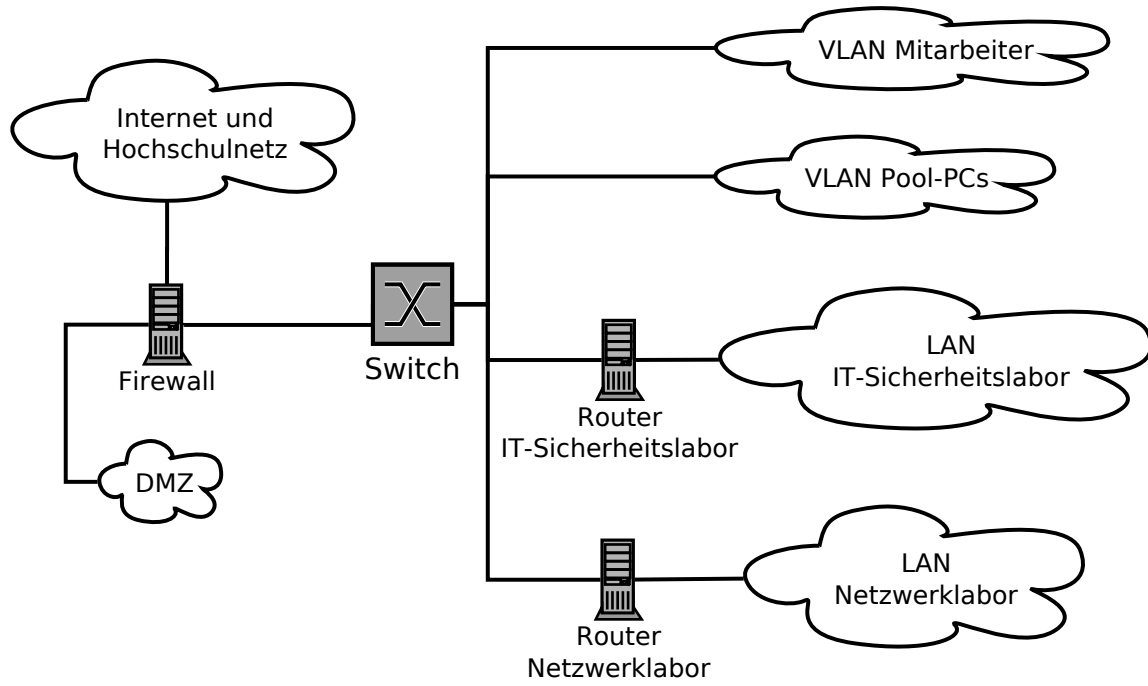 VLAN Mitarbeiter
Internet und
Hochschulnetz
VLAN Pool-PCs
Firewall
Switch
LAN
IT-Sicherheitslabor
Router
IT-Sicherheitslabor
DMZ
LAN
Netzwerklabor
Router
Netzwerklabor